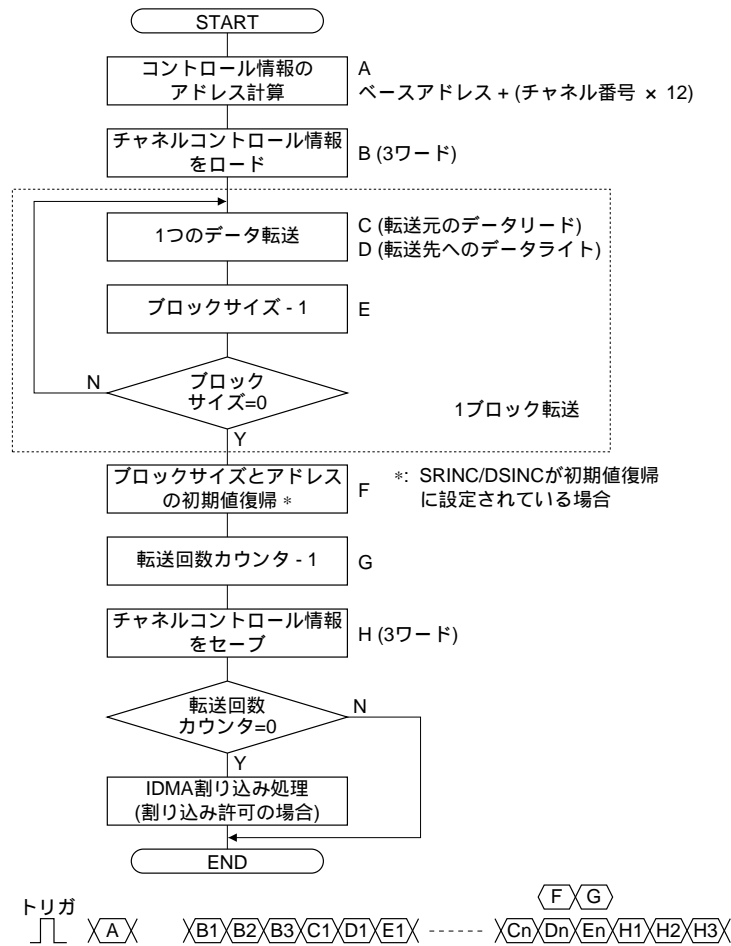 START
コントロール情報の
アドレス計算
A
ベースアドレス + (チャネル番号 × 12)
チャネルコントロール情報
をロード
B (3ワード)
1つのデータ転送
C (転送元のデータリード)
D (転送先へのデータライト)
ブロックサイズ - 1
E
N
ブロック
サイズ=0
1ブロック転送
Y
ブロックサイズとアドレス
の初期値復帰 *
F
*: SRINC/DSINCが初期値復帰
に設定されている場合
転送回数カウンタ - 1
G
チャネルコントロール情報
をセーブ
H (3ワード)
転送回数
カウンタ=0
N
Y
IDMA割り込み処理
(割り込み許可の場合)
END
トリガ
F G
A B1 B2 B3 C1 D1 E1 Cn Dn En H1 H2 H3